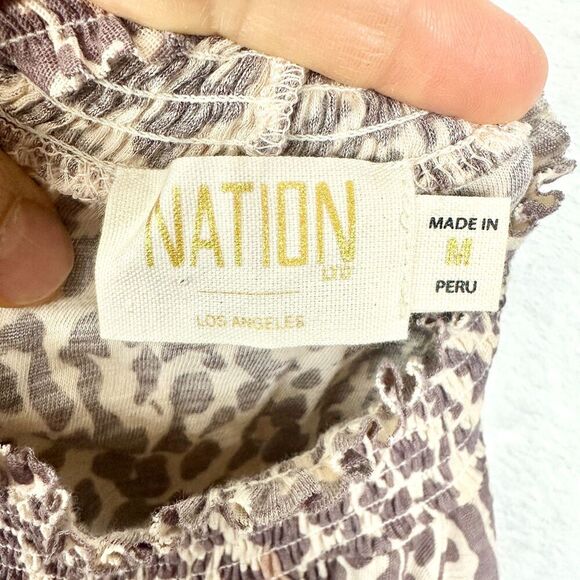 NATION
LTD
LOS ANGELES
MADE IN
M
PERU